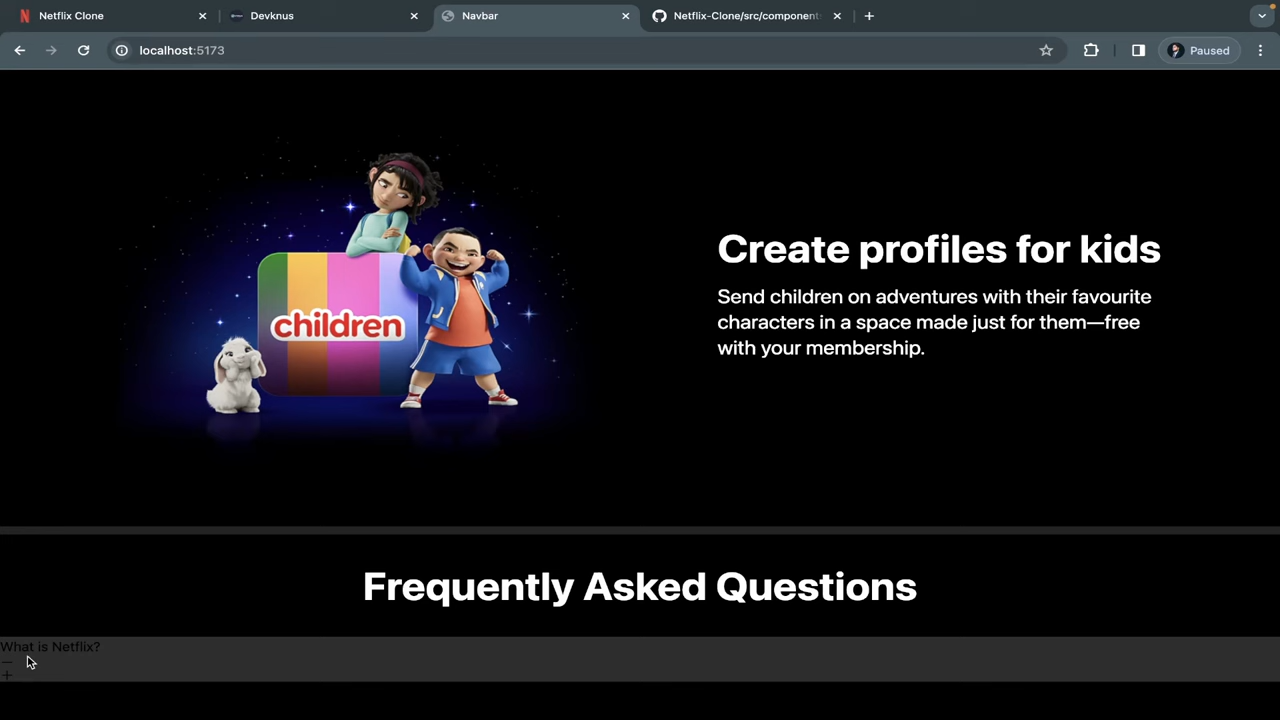 Netflix Clone
Devknus
Navbar
Netflix-Clone/src/component
localhost:5173
Paused
children
Create profiles for kids
Send children on adventures with their favourite
characters in a space made just for them—free
with your membership.
Frequently Asked Questions
What is Netflix?